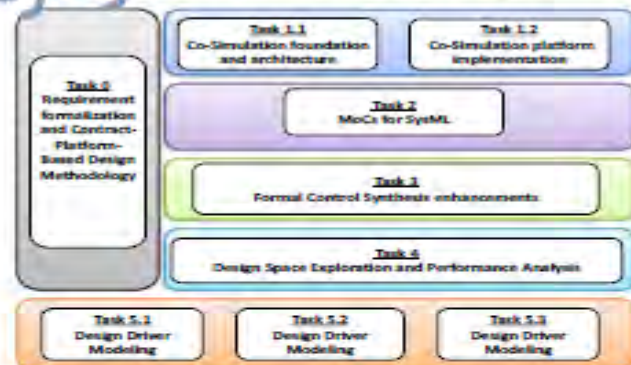 Task 0
Requirement
formalization
and Contract-
Platform-
Based Design
Methodology
Task 1.1
Co-Simulation foundation
and architecture
Task 1.2
Co-Simulation platform
implementation
Task 2
MoCs for SysML
Task 3
Formal Control Synthesis enhancements
Task 4
Design Space Exploration and Performance Analysis
Task 5.1
Design Driver
Modeling
Task 5.2
Design Driver
Modeling
Task 5.3
Design Driver
Modeling